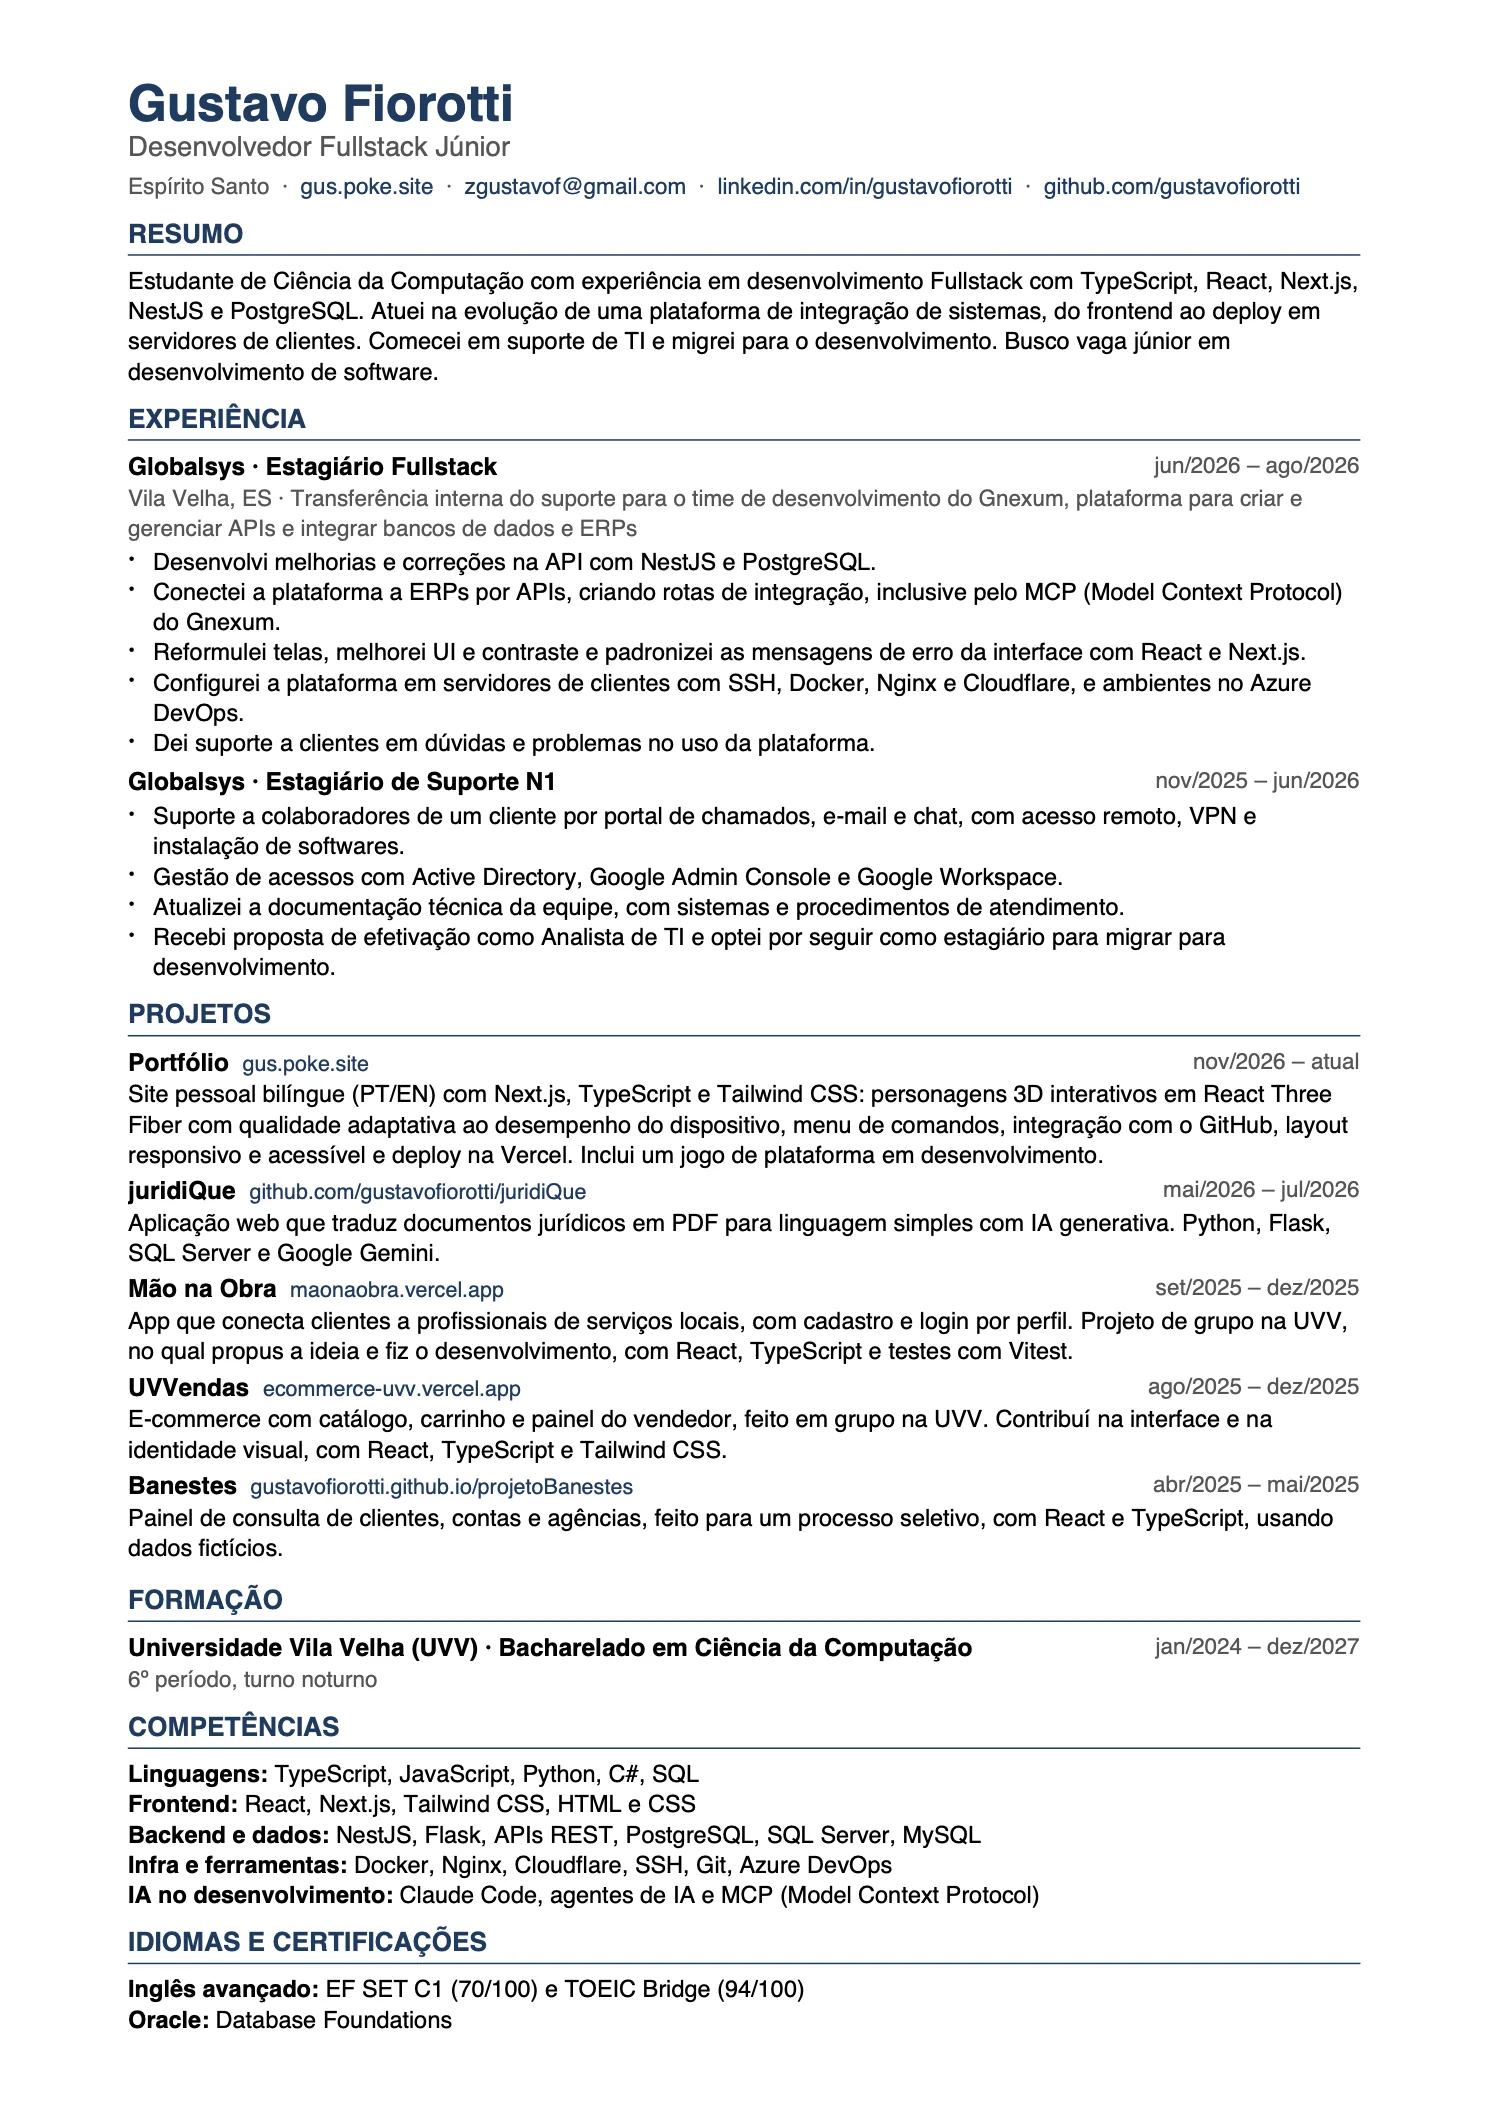 Gustavo Fiorotti
Desenvolvedor Fullstack Júnior
Espírito Santo · gus.poke.site · zgustavof@gmail.com · linkedin.com/in/gustavofiorotti · github.com/gustavofiorotti
RESUMO
Estudante de Ciência da Computação com experiência em desenvolvimento Fullstack com TypeScript, React, Next.js,
NestJS e PostgreSQL. Atuei na evolução de uma plataforma de integração de sistemas, do frontend ao deploy em
servidores de clientes. Comecei em suporte de TI e migrei para o desenvolvimento. Busco vaga júnior em
desenvolvimento de software.
EXPERIÊNCIA
Globalsys · Estagiário Fullstack jun/2026 – ago/2026
Vila Velha, ES · Transferência interna do suporte para o time de desenvolvimento do Gnexum, plataforma para criar e
gerenciar APIs e integrar bancos de dados e ERPs
· Desenvolvi melhorias e correções na API com NestJS e PostgreSQL.
· Conectei a plataforma a ERPs por APIs, criando rotas de integração, inclusive pelo MCP (Model Context Protocol)
do Gnexum.
· Reformulei telas, melhorei UI e contraste e padronizei as mensagens de erro da interface com React e Next.js.
· Configurei a plataforma em servidores de clientes com SSH, Docker, Nginx e Cloudflare, e ambientes no Azure
DevOps.
· Dei suporte a clientes em dúvidas e problemas no uso da plataforma.
Globalsys · Estagiário de Suporte N1 nov/2025 – jun/2026
· Suporte a colaboradores de um cliente por portal de chamados, e-mail e chat, com acesso remoto, VPN e
instalação de softwares.
· Gestão de acessos com Active Directory, Google Admin Console e Google Workspace.
· Atualizei a documentação técnica da equipe, com sistemas e procedimentos de atendimento.
· Recebi proposta de efetivação como Analista de TI e optei por seguir como estagiário para migrar para
desenvolvimento.
PROJETOS
Portfólio gus.poke.site nov/2026 – atual
Site pessoal bilíngue (PT/EN) com Next.js, TypeScript e Tailwind CSS: personagens 3D interativos em React Three
Fiber com qualidade adaptativa ao desempenho do dispositivo, menu de comandos, integração com o GitHub, layout
responsivo e acessível e deploy na Vercel. Inclui um jogo de plataforma em desenvolvimento.
juridiQue github.com/gustavofiorotti/juridiQue mai/2026 – jul/2026
Aplicação web que traduz documentos jurídicos em PDF para linguagem simples com IA generativa. Python, Flask,
SQL Server e Google Gemini.
Mão na Obra maonaobra.vercel.app set/2025 – dez/2025
App que conecta clientes a profissionais de serviços locais, com cadastro e login por perfil. Projeto de grupo na UVV,
no qual propus a ideia e fiz o desenvolvimento, com React, TypeScript e testes com Vitest.
UVVendas ecommerce-uvv.vercel.app ago/2025 – dez/2025
E-commerce com catálogo, carrinho e painel do vendedor, feito em grupo na UVV. Contribuí na interface e na
identidade visual, com React, TypeScript e Tailwind CSS.
Banestes gustavofiorotti.github.io/projetoBanestes abr/2025 – mai/2025
Painel de consulta de clientes, contas e agências, feito para um processo seletivo, com React e TypeScript, usando
dados fictícios.
FORMAÇÃO
Universidade Vila Velha (UVV) · Bacharelado em Ciência da Computação jan/2024 – dez/2027
6º período, turno noturno
COMPETÊNCIAS
Linguagens: TypeScript, JavaScript, Python, C#, SQL
Frontend: React, Next.js, Tailwind CSS, HTML e CSS
Backend e dados: NestJS, Flask, APIs REST, PostgreSQL, SQL Server, MySQL
Infra e ferramentas: Docker, Nginx, Cloudflare, SSH, Git, Azure DevOps
IA no desenvolvimento: Claude Code, agentes de IA e MCP (Model Context Protocol)
IDIOMAS E CERTIFICAÇÕES
Inglês avançado: EF SET C1 (70/100) e TOEIC Bridge (94/100)
Oracle: Database Foundations